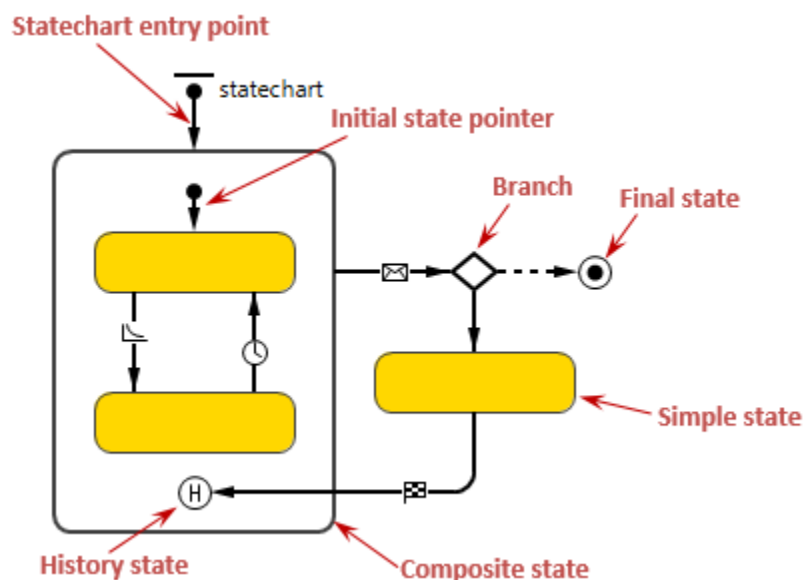 Statechart entry point
statechart
Initial state pointer
Branch
Final state
Simple state
H
History state
Composite state